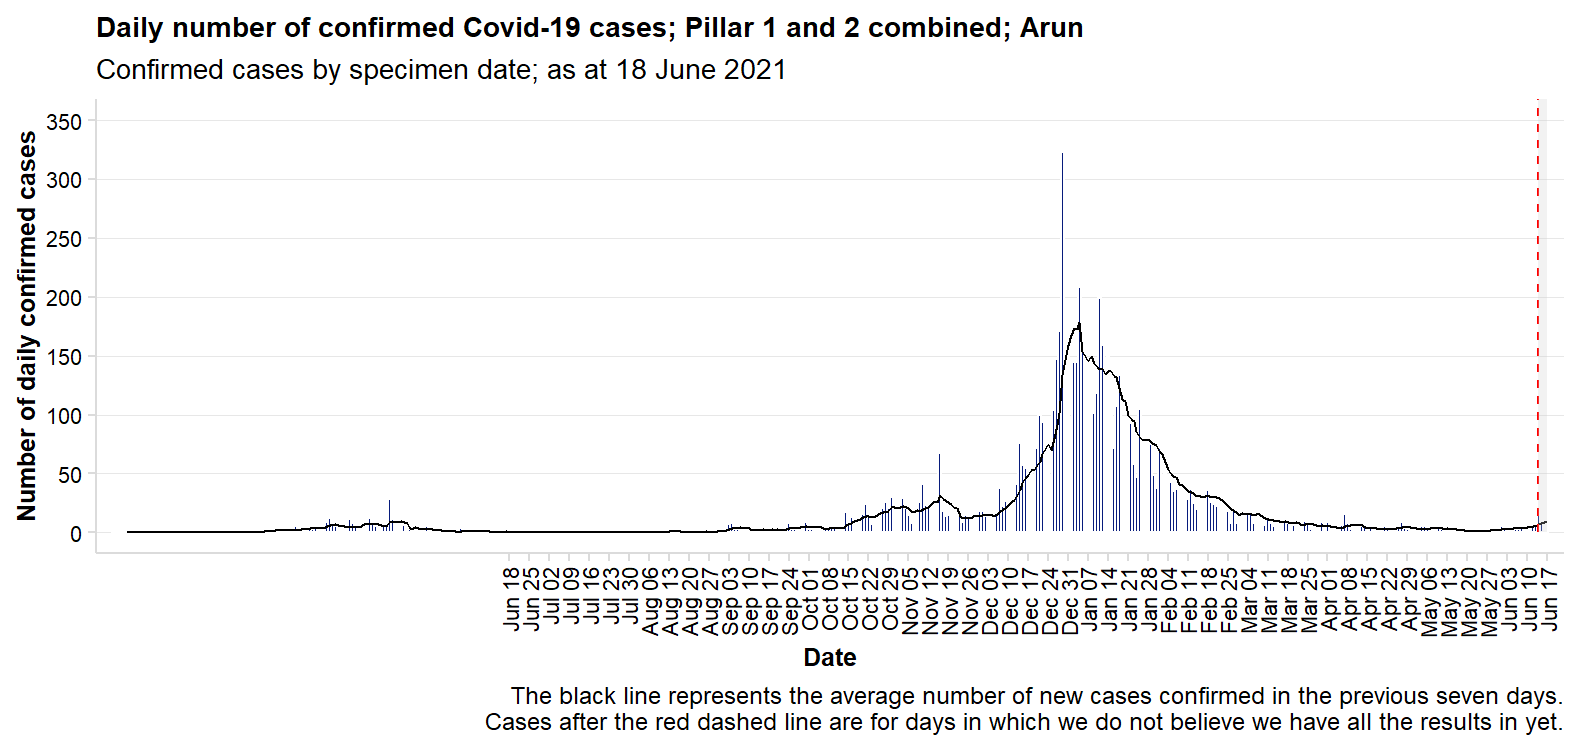 Daily number of confirmed Covid-19 cases; Pillar 1 and 2 combined; Arun
Confirmed cases by specimen date; as at 18 June 2021
Number of daily confirmed cases
350
300
250
200
150
100
50
0
Jun 18
Jun 25
Jul 02
Jul 09
Jul 16
Jul 23
Jul 30
Aug 06
Aug 13
Aug 20
Aug 27
Sep 03
Sep 10
Sep 17
Sep 24
Oct 01
Oct 08
Oct 15
Oct 22
Oct 29
Nov 05
Nov 12
Nov 19
Nov 26
Dec 03
Dec 10
Dec 17
Dec 24
Dec 31
Jan 07
Jan 14
Jan 21
Jan 28
Feb 04
Feb 11
Feb 18
Feb 25
Mar 04
Mar 11
Mar 18
Mar 25
Apr 01
Apr 08
Apr 15
Apr 22
Apr 29
May 06
May 13
May 20
May 27
Jun 03
Jun 10
Jun 17
Date
The black line represents the average number of new cases confirmed in the previous seven days.
Cases after the red dashed line are for days in which we do not believe we have all the results in yet.